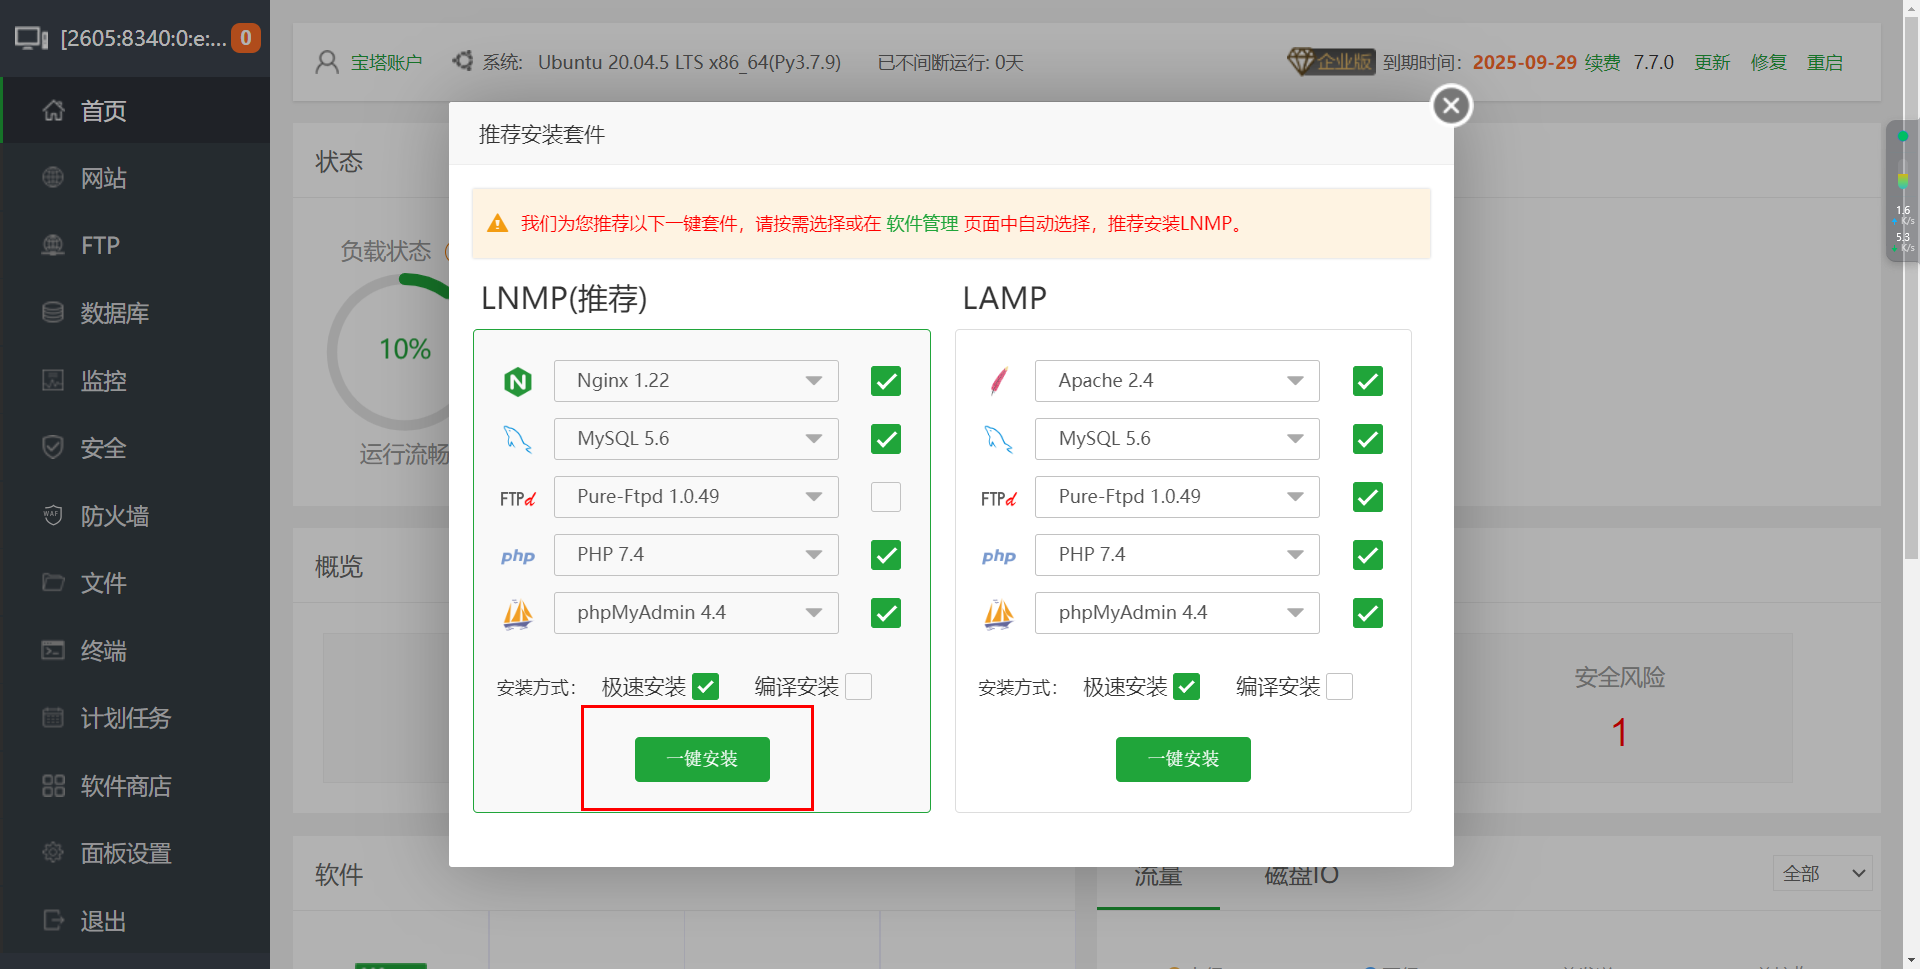 [2605:8340:0:e:... 0
首页
网站
FTP
数据库
监控
安全
WAF 防火墙
文件
终端
计划任务
软件商店
面板设置
退出
宝塔账户 系统: Ubuntu 20.04.5 LTS x86_64(Py3.7.9) 已不间断运行: 0天 企业版 到期时间: 2025-09-29 续费 7.7.0 更新 修复 重启
状态
负载状态
10%
运行流畅
概览
安全风险
1
软件
流量 磁盘IO 全部
推荐安装套件
我们为您推荐以下一键套件，请按需选择或在 软件管理 页面中自动选择，推荐安装LNMP。
LNMP(推荐)
Nginx 1.22
MySQL 5.6
FTPd Pure-Ftpd 1.0.49
php PHP 7.4
phpMyAdmin 4.4
安装方式： 极速安装 编译安装
一键安装
LAMP
Apache 2.4
MySQL 5.6
FTPd Pure-Ftpd 1.0.49
php PHP 7.4
phpMyAdmin 4.4
安装方式： 极速安装 编译安装
一键安装
1.6
K/s
5.3
K/s